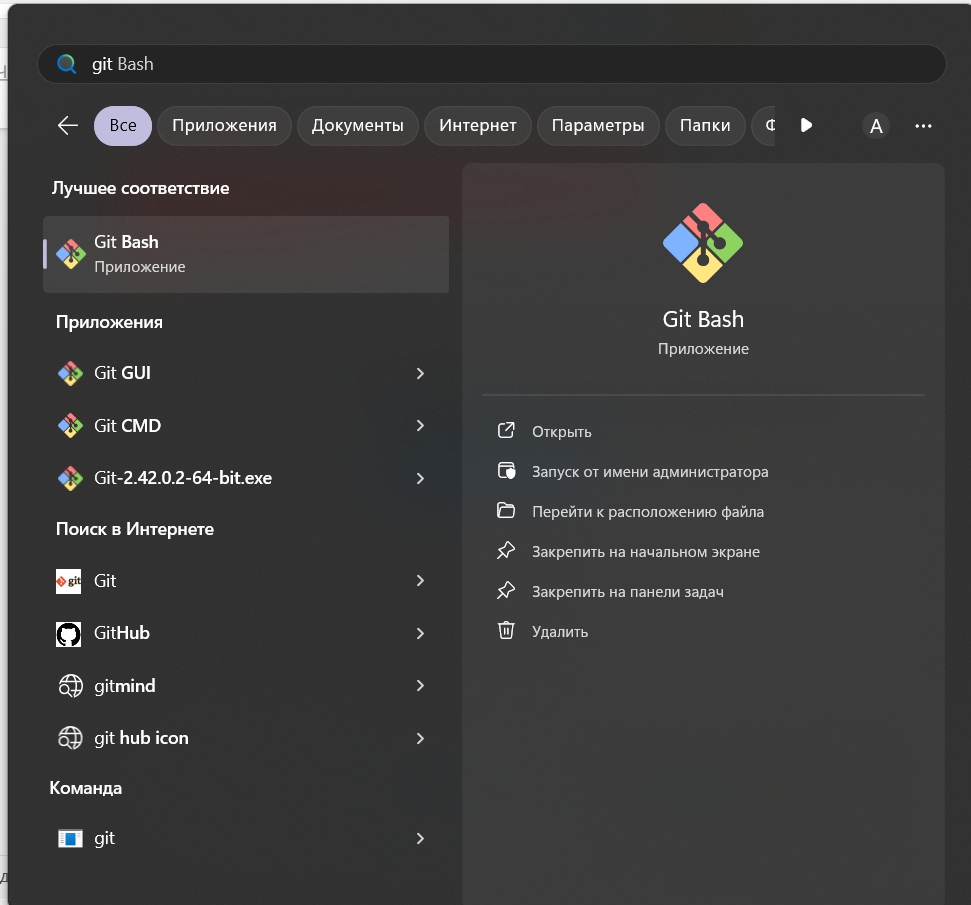 git Bash
Все
Приложения
Документы
Интернет
Параметры
Папки
A
Лучшее соответствие
Git Bash
Приложение
Приложения
Git GUI
Git CMD
Git-2.42.0.2-64-bit.exe
Поиск в Интернете
git
Git
GitHub
gitmind
git hub icon
Команда
git
Git Bash
Приложение
Открыть
Запуск от имени администратора
Перейти к расположению файла
Закрепить на начальном экране
Закрепить на панели задач
Удалить